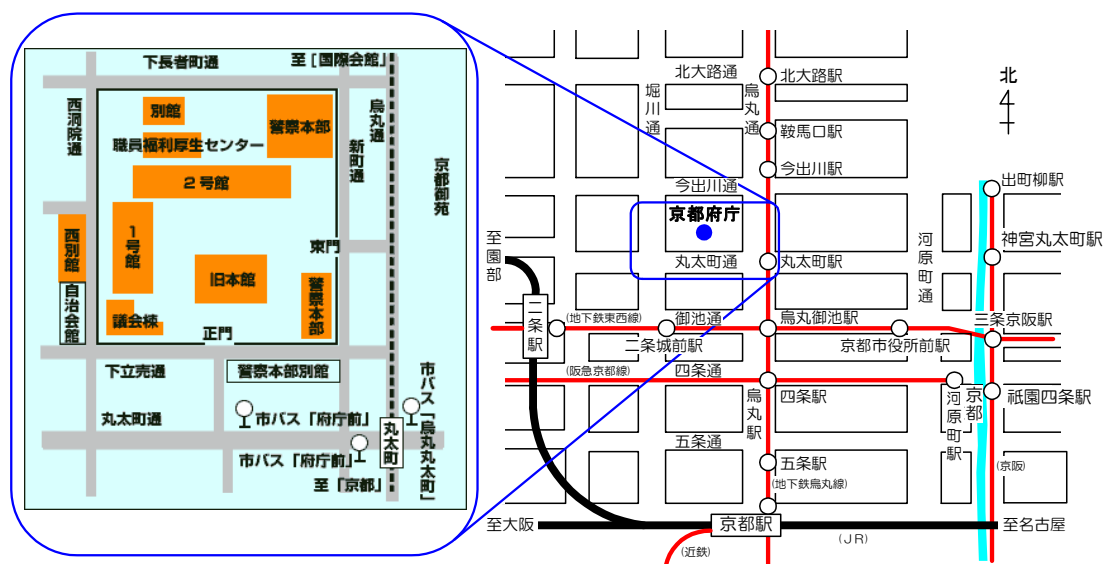 下長者町通
至［国際会館］
西洞院通
烏丸通
別館
警察本部
職員福利厚生センター
新町通
京都御苑
２号館
１号館
西別館
東門
旧本館
自治会館
警察本部
議会棟
正門
下立売通
警察本部別館
市バス「烏丸丸太町」
丸太町通
市バス「府庁前」
丸太町
市バス「府庁前」
至「京都」
北大路通
北大路駅
北
堀川通
烏丸通
鞍馬口駅
今出川駅
今出川通
出町柳駅
京都府庁
至園部
河原町通
神宮丸太町駅
丸太町通
丸太町駅
二条駅
(地下鉄東西線)
御池通
烏丸御池駅
三条京阪駅
二条城前駅
京都市役所前駅
(阪急京都線)
四条通
烏丸駅
四条駅
京都
河原町駅
祇園四条駅
五条通
五条駅
(京阪)
(地下鉄烏丸線)
至大阪
京都駅
至名古屋
(近鉄)
(ＪＲ)